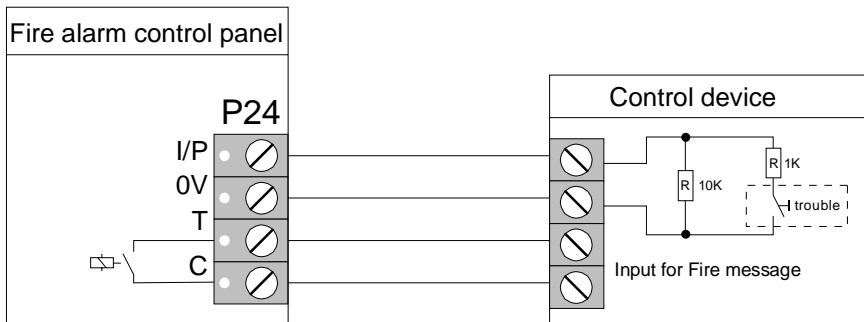 Fire alarm control panel
P24
I/P
0V
T
C
Control device
R 10K
R 1K
trouble
Input for Fire message